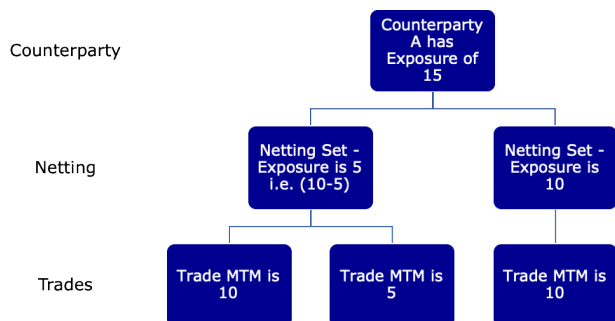 Counterparty
Counterparty
A has
Exposure of
15
Netting
Netting Set -
Exposure is 5
i.e. (10-5)
Netting Set -
Exposure is
10
Trades
Trade MTM is
10
Trade MTM is
5
Trade MTM is
10